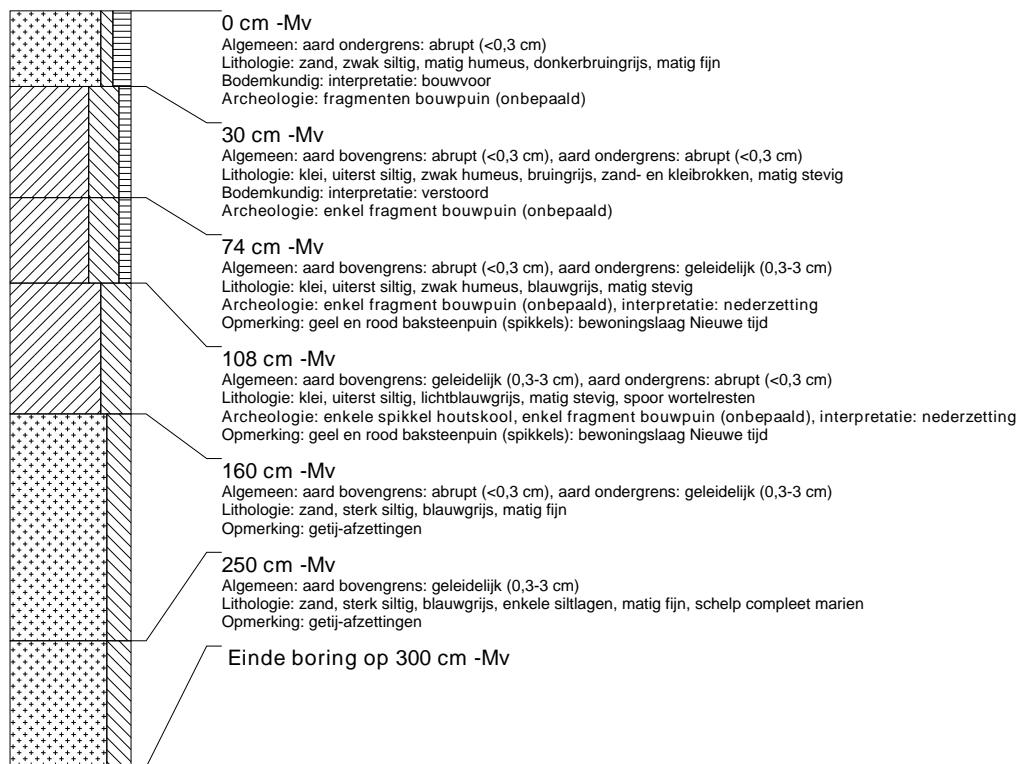 0 cm -Mv
Algemeen: aard ondergrens: abrupt (<0,3 cm)
Lithologie: zand, zwak siltig, matig humeus, donkerbruingrijs, matig fijn
Bodemkundig: interpretatie: bouwvoor
Archeologie: fragmenten bouwpuin (onbepaald)
30 cm -Mv
Algemeen: aard bovengrens: abrupt (<0,3 cm), aard ondergrens: abrupt (<0,3 cm)
Lithologie: klei, uiterst siltig, zwak humeus, bruingrijs, zand- en kleibrokken, matig stevig
Bodemkundig: interpretatie: verstoord
Archeologie: enkel fragment bouwpuin (onbepaald)
74 cm -Mv
Algemeen: aard bovengrens: abrupt (<0,3 cm), aard ondergrens: geleidelijk (0,3-3 cm)
Lithologie: klei, uiterst siltig, zwak humeus, blauwgrijs, matig stevig
Archeologie: enkel fragment bouwpuin (onbepaald), interpretatie: nederzetting
Opmerking: geel en rood baksteenpuin (spikkels): bewoningslaag Nieuwe tijd
108 cm -Mv
Algemeen: aard bovengrens: geleidelijk (0,3-3 cm), aard ondergrens: abrupt (<0,3 cm)
Lithologie: klei, uiterst siltig, lichtblauwgrijs, matig stevig, spoor wortelresten
Archeologie: enkele spikkel houtskool, enkel fragment bouwpuin (onbepaald), interpretatie: nederzetting
Opmerking: geel en rood baksteenpuin (spikkels): bewoningslaag Nieuwe tijd
160 cm -Mv
Algemeen: aard bovengrens: abrupt (<0,3 cm), aard ondergrens: geleidelijk (0,3-3 cm)
Lithologie: zand, sterk siltig, blauwgrijs, matig fijn
Opmerking: getij-afzettingen
250 cm -Mv
Algemeen: aard bovengrens: geleidelijk (0,3-3 cm)
Lithologie: zand, sterk siltig, blauwgrijs, enkele siltlagen, matig fijn, schelp compleet marien
Opmerking: getij-afzettingen
Einde boring op 300 cm -Mv